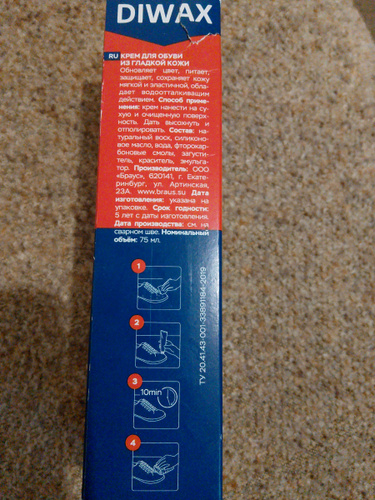 DIWAX
RU КРЕМ ДЛЯ ОБУВИ
ИЗ ГЛАДКОЙ КОЖИ
Обновляет цвет, питает,
защищает, сохраняет кожу
мягкой и эластичной, обла-
дает водоотталкивающим
действием. Способ приме-
нения: крем нанести на су-
хую и очищенную поверх-
ность. Дать высохнуть и
отполировать. Состав: на-
туральный воск, силиконо-
вое масло, вода, фторокар-
боновые смолы, загусти-
тель, краситель, эмульга-
тор. Производитель: ООО
«Браус», 620141, г. Екате-
ринбург, ул. Артинская,
23А. www.braus.su Дата
изготовления: указана на
упаковке. Срок годности:
5 лет с даты изготовления.
Дата производства: см. на
сварном шве. Номинальный
объём: 75 мл.
1
2
3
10min
4
ТУ 20.41.43-001-33891184-2019